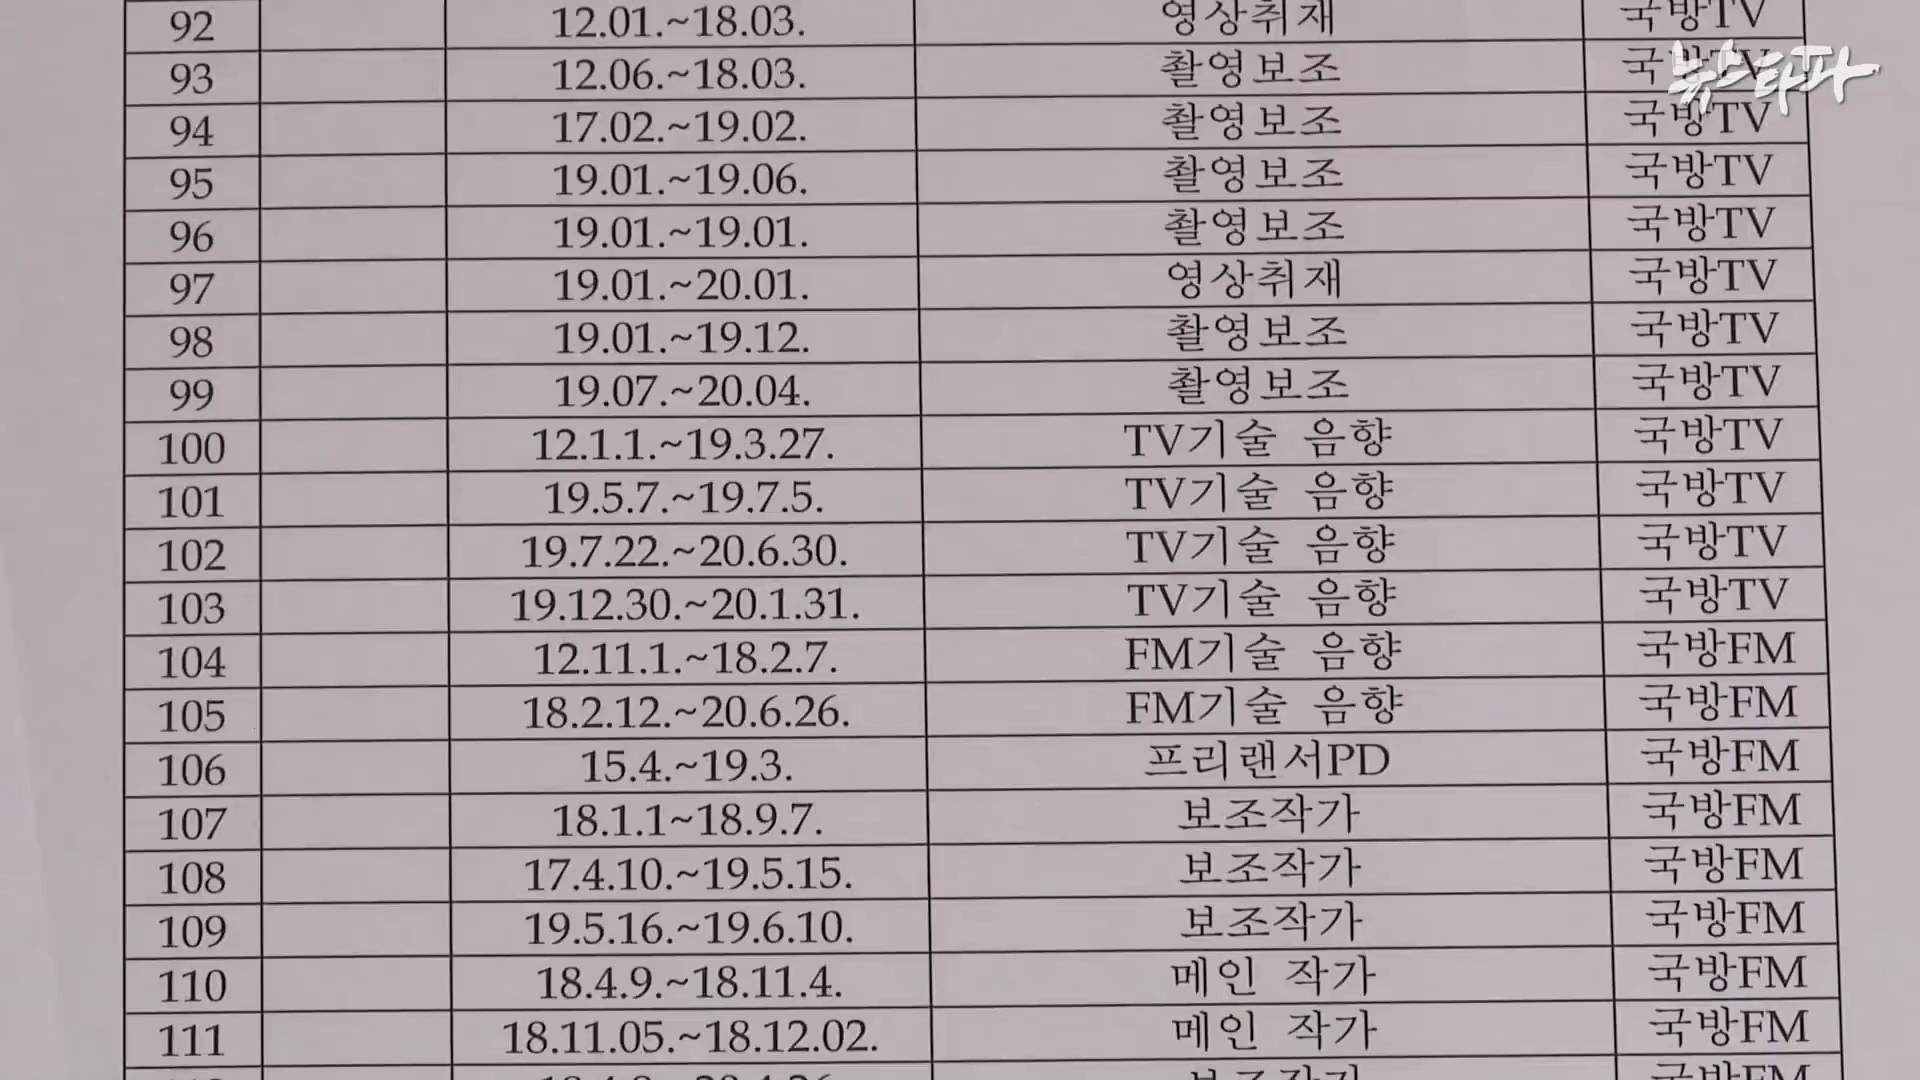 92 12.01.~18.03. 영상취재 국방TV
뉴스타파
93 12.06.~18.03. 촬영보조 국방TV
94 17.02.~19.02. 촬영보조 국방TV
95 19.01.~19.06. 촬영보조 국방TV
96 19.01.~19.01. 촬영보조 국방TV
97 19.01.~20.01. 영상취재 국방TV
98 19.01.~19.12. 촬영보조 국방TV
99 19.07.~20.04. 촬영보조 국방TV
100 12.1.1.~19.3.27. TV기술 음향 국방TV
101 19.5.7.~19.7.5. TV기술 음향 국방TV
102 19.7.22.~20.6.30. TV기술 음향 국방TV
103 19.12.30.~20.1.31. TV기술 음향 국방TV
104 12.11.1.~18.2.7. FM기술 음향 국방FM
105 18.2.12.~20.6.26. FM기술 음향 국방FM
106 15.4.~19.3. 프리랜서PD 국방FM
107 18.1.1~18.9.7. 보조작가 국방FM
108 17.4.10.~19.5.15. 보조작가 국방FM
109 19.5.16.~19.6.10. 보조작가 국방FM
110 18.4.9.~18.11.4. 메인 작가 국방FM
111 18.11.05.~18.12.02. 메인 작가 국방FM
보조작가 국방FM